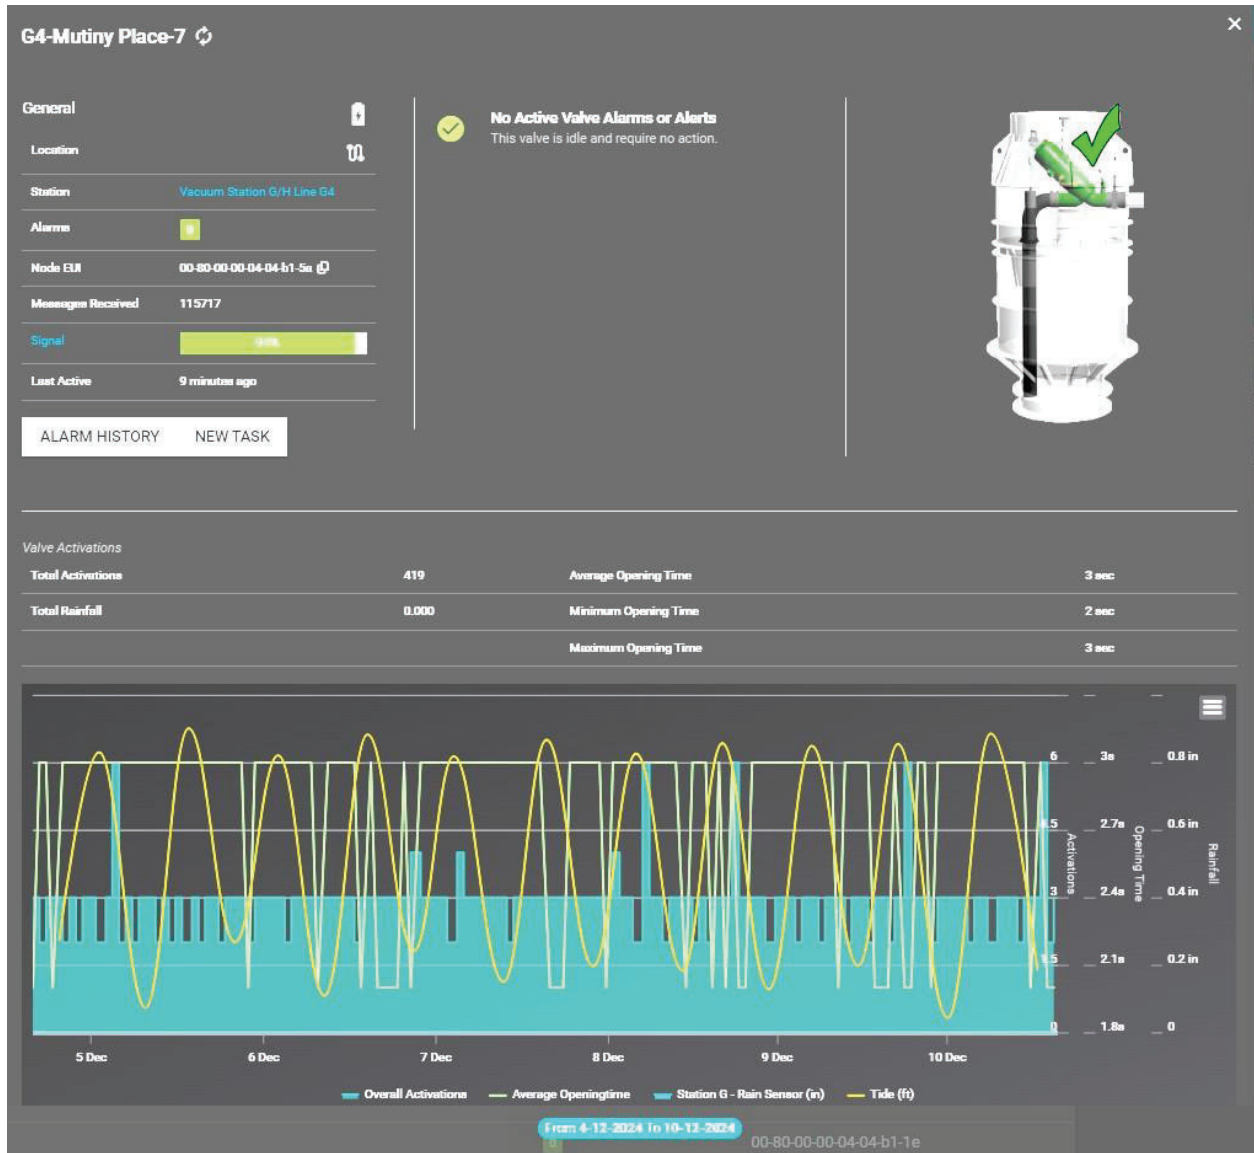 G4-Mutiny Place-7
General
Location
Station Vacuum Station G/H Line G4
Alarms 0
Node EUI 00-80-00-00-04-04-b1-5a
Messages Received 115717
Signal
Last Active 9 minutes ago
ALARM HISTORY NEW TASK
No Active Valve Alarms or Alerts
This valve is idle and require no action.
Valve Activations
Total Activations 419 Average Opening Time 3 sec
Total Rainfall 0.000 Minimum Opening Time 2 sec
Maximum Opening Time 3 sec
6 3s 0.8 in
4.5 2.7s 0.6 in
3 2.4s 0.4 in
1.5 2.1s 0.2 in
0 1.8s 0
Activations
Opening Time
Rainfall
5 Dec 6 Dec 7 Dec 8 Dec 9 Dec 10 Dec
Overall Activations Average Openingtime Station G - Rain Sensor (in) Tide (ft)
From 4-12-2024 To 10-12-2024
0 00-80-00-00-04-04-b1-1e